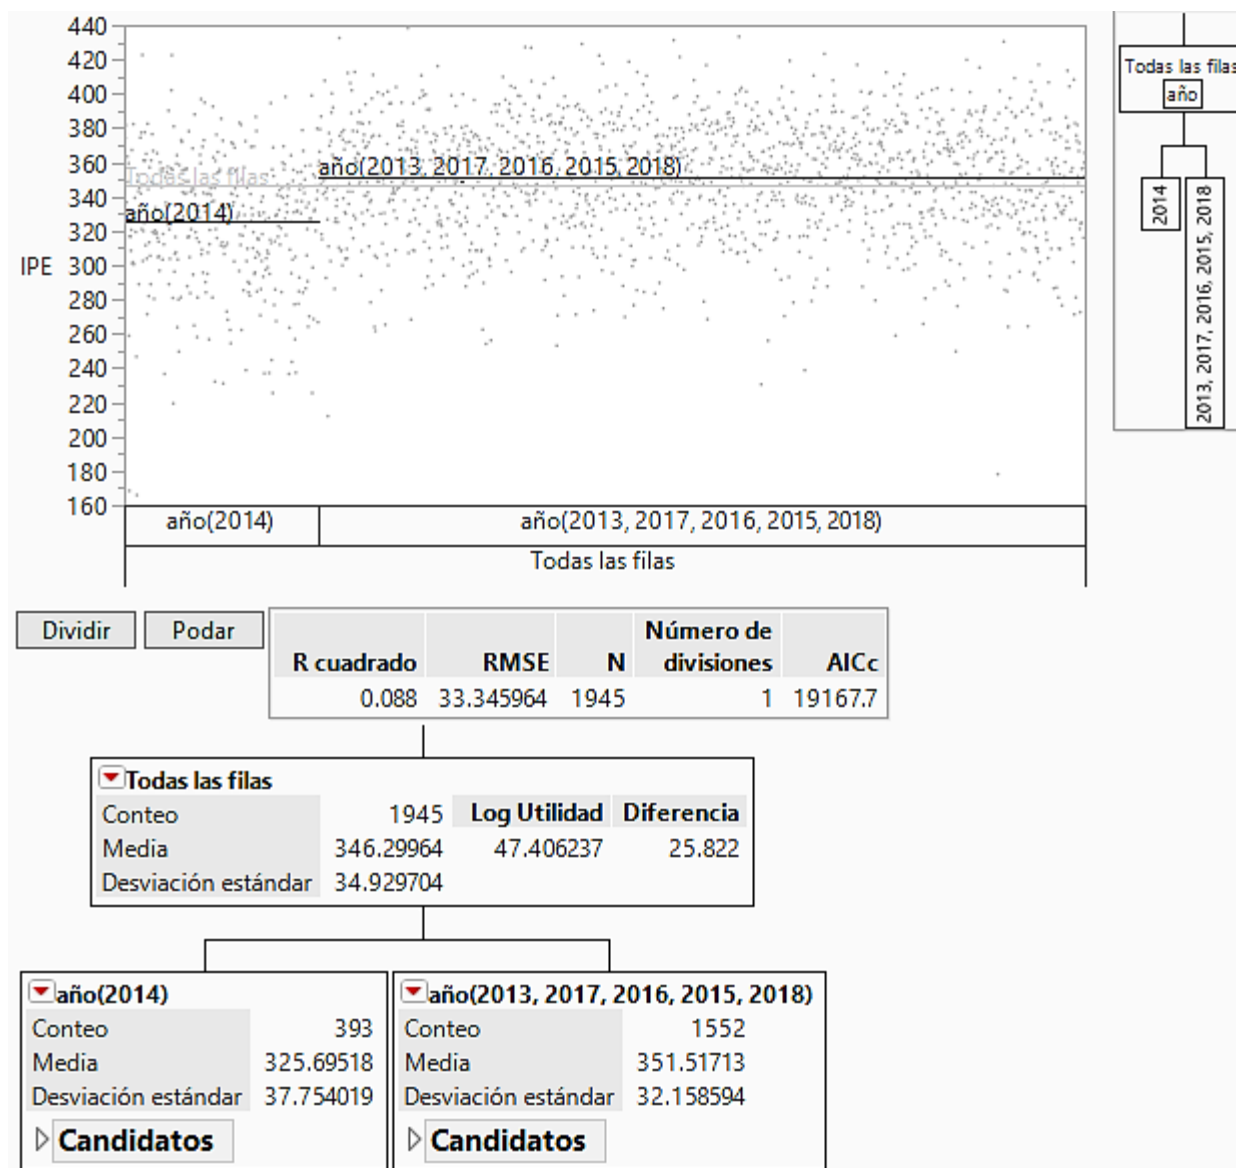 440
420
400
380
360
340
320
300
280
260
240
220
200
180
160
IPE
Todas las filas
año(2014)
año(2013, 2017, 2016, 2015, 2018)
año(2014)
año(2013, 2017, 2016, 2015, 2018)
Todas las filas
Todas las filas
año
2014
2013, 2017, 2016, 2015, 2018
Dividir
Podar
R cuadrado RMSE N Número de divisiones AICc
0.088 33.345964 1945 1 19167.7
Todas las filas
Conteo 1945 Log Utilidad Diferencia
Media 346.29964 47.406237 25.822
Desviación estándar 34.929704
año(2014)
Conteo 393
Media 325.69518
Desviación estándar 37.754019
Candidatos
año(2013, 2017, 2016, 2015, 2018)
Conteo 1552
Media 351.51713
Desviación estándar 32.158594
Candidatos